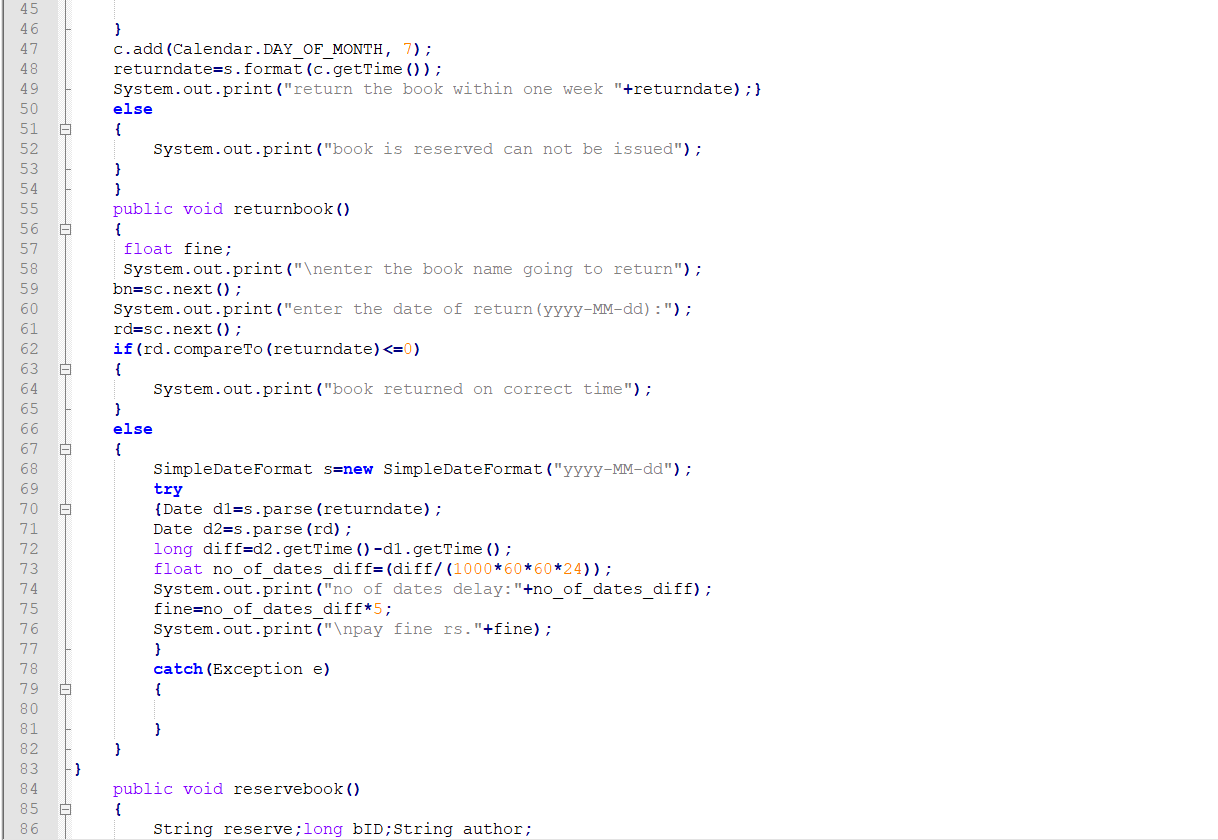 45
46 }
47 c.add(Calendar.DAY_OF_MONTH, 7);
48 returndate=s.format(c.getTime());
49 System.out.print("return the book within one week "+returndate);}
50 else
51 {
52 System.out.print("book is reserved can not be issued");
53 }
54 }
55 public void returnbook()
56 {
57 float fine;
58 System.out.print("\nenter the book name going to return");
59 bn=sc.next();
60 System.out.print("enter the date of return(yyyy-MM-dd):");
61 rd=sc.next();
62 if(rd.compareTo(returndate)<=0)
63 {
64 System.out.print("book returned on correct time");
65 }
66 else
67 {
68 SimpleDateFormat s=new SimpleDateFormat("yyyy-MM-dd");
69 try
70 {Date d1=s.parse(returndate);
71 Date d2=s.parse(rd);
72 long diff=d2.getTime()-d1.getTime();
73 float no_of_dates_diff=(diff/(1000*60*60*24));
74 System.out.print("no of dates delay:"+no_of_dates_diff);
75 fine=no_of_dates_diff*5;
76 System.out.print("\npay fine rs."+fine);
77 }
78 catch(Exception e)
79 {
80
81 }
82 }
83 }
84 public void reservebook()
85 {
86 String reserve;long bID;String author;